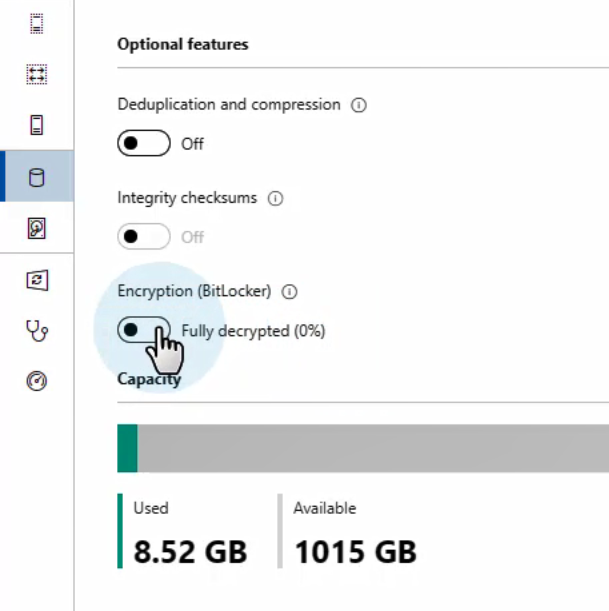 Optional features
Deduplication and compression
Off
Integrity checksums
Off
Encryption (BitLocker)
Fully decrypted (0%)
Capacity
Used Available
8.52 GB 1015 GB